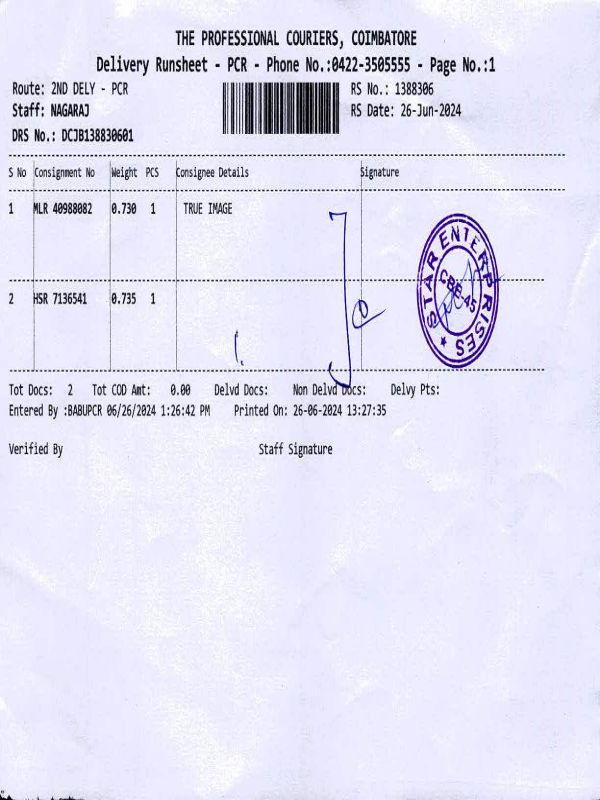 THE PROFESSIONAL COURIERS, COIMBATORE
Delivery Runsheet - PCR - Phone No.:0422-3505555 - Page No.:1
Route: 2ND DELY - PCR RS No.: 1388306
Staff: NAGARAJ RS Date: 26-Jun-2024
DRS No.: DCJB138830601
S No Consignment No Weight PCS Consignee Details Signature
1 MLR 40988082 0.730 1 TRUE IMAGE
STAR ENTERPRISES
CBE-45
2 HSR 7136541 0.735 1
Tot Docs: 2 Tot COD Amt: 0.00 Delvd Docs: Non Delvd Docs: Delvy Pts:
Entered By :BABUPCR 06/26/2024 1:26:42 PM Printed On: 26-06-2024 13:27:35
Verified By Staff Signature